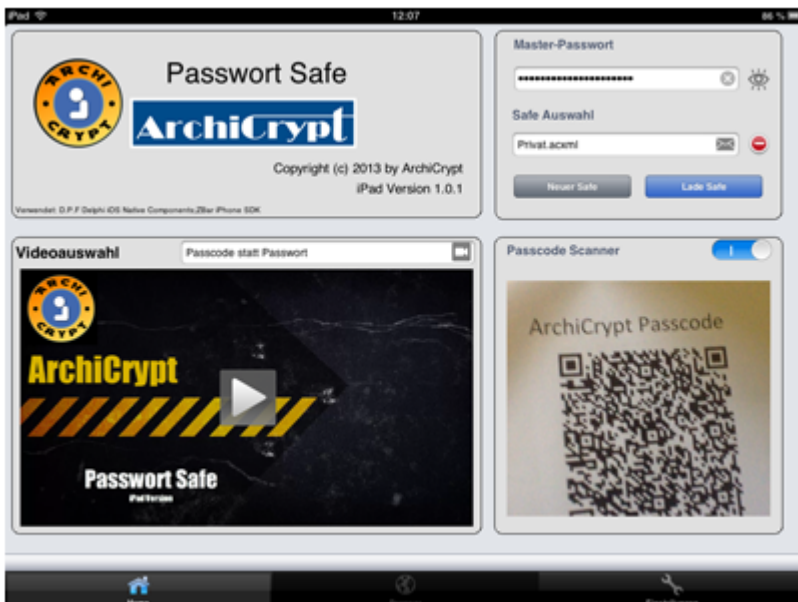 iPad
12:07
86 %
ARCHI
CRYPT
Passwort Safe
ArchiCrypt
Copyright (c) 2013 by ArchiCrypt
iPad Version 1.0.1
Verwendet: D.P.F Delphi iOS Native Components;ZBar iPhone SDK
Master-Passwort
Safe Auswahl
Privat.acxml
Neuer Safe
Lade Safe
Videoauswahl
Passcode statt Passwort
ARCHI
CRYPT
ArchiCrypt
Passwort Safe
iPad Version
Passcode Scanner
ArchiCrypt Passcode
Home